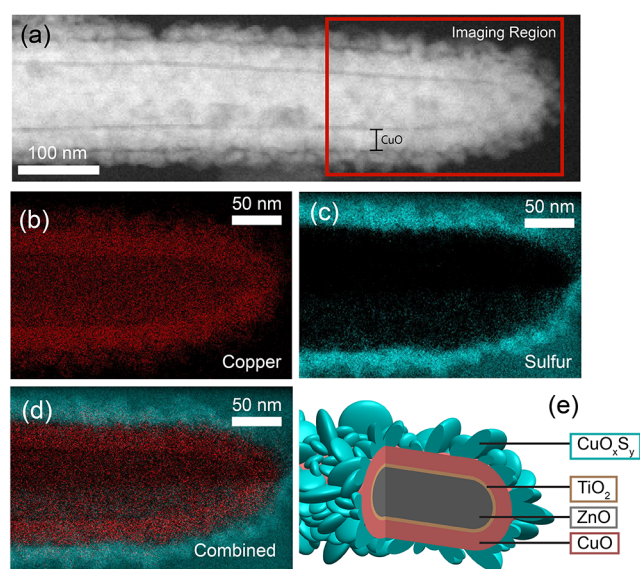 (a)
Imaging Region
CuO
100 nm
(b)
50 nm
Copper
(c)
50 nm
Sulfur
(d)
50 nm
Combined
(e)
CuOxSy
TiO2
ZnO
CuO